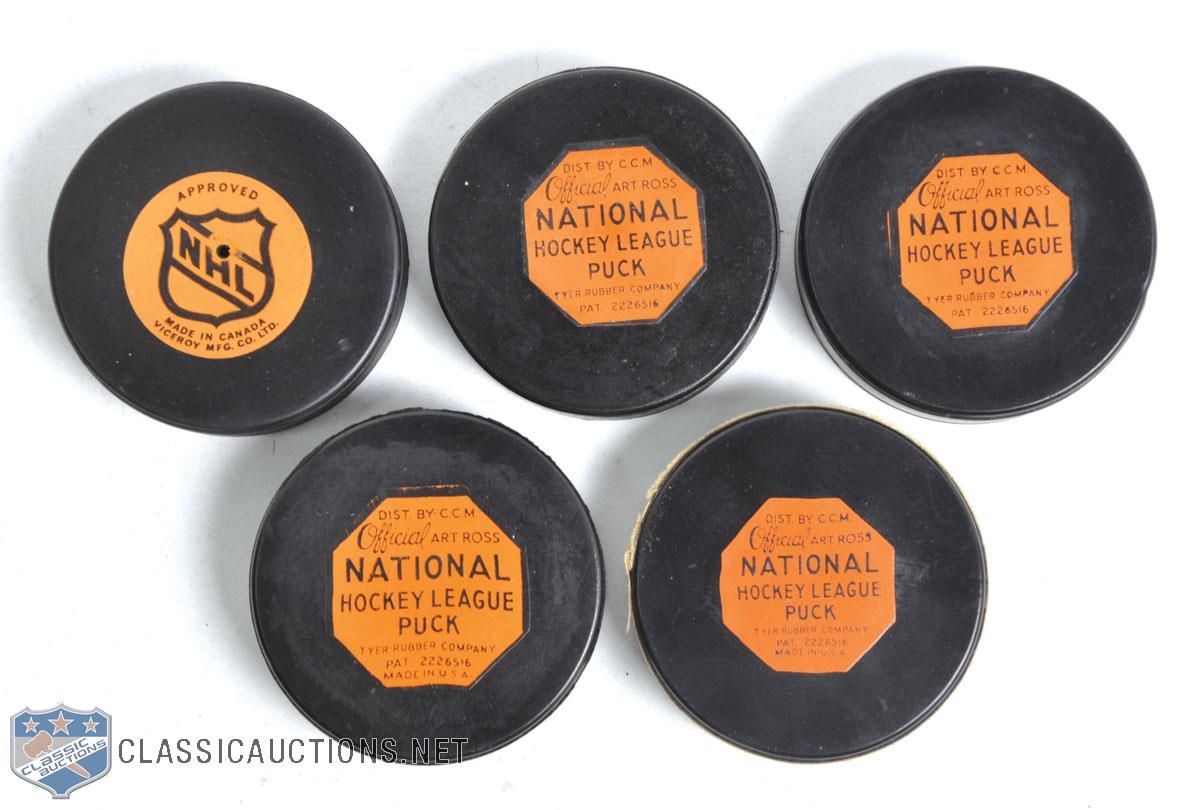 APPROVED
NHL
MADE IN CANADA
VICEROY MFG. CO. LTD.
DIST BY C.C.M
Official ART ROSS
NATIONAL
HOCKEY LEAGUE
PUCK
TYER RUBBER COMPANY
PAT. 2226516
DIST BY C.C.M.
Official ART ROSS
NATIONAL
HOCKEY LEAGUE
PUCK
TYER RUBBER COMPANY
PAT 2226516
DIST. BY C.C.M.
Official ART ROSS
NATIONAL
HOCKEY LEAGUE
PUCK
TYER RUBBER COMPANY
PAT. 2226516
MADE IN U.S.A.
DIST. BY C.C.M.
Official ART ROSS
NATIONAL
HOCKEY LEAGUE
PUCK
TYER RUBBER COMPANY
PAT. 2226516
MADE IN U.S.A.
CLASSIC
AUCTIONS
CLASSICAUCTIONS.NET